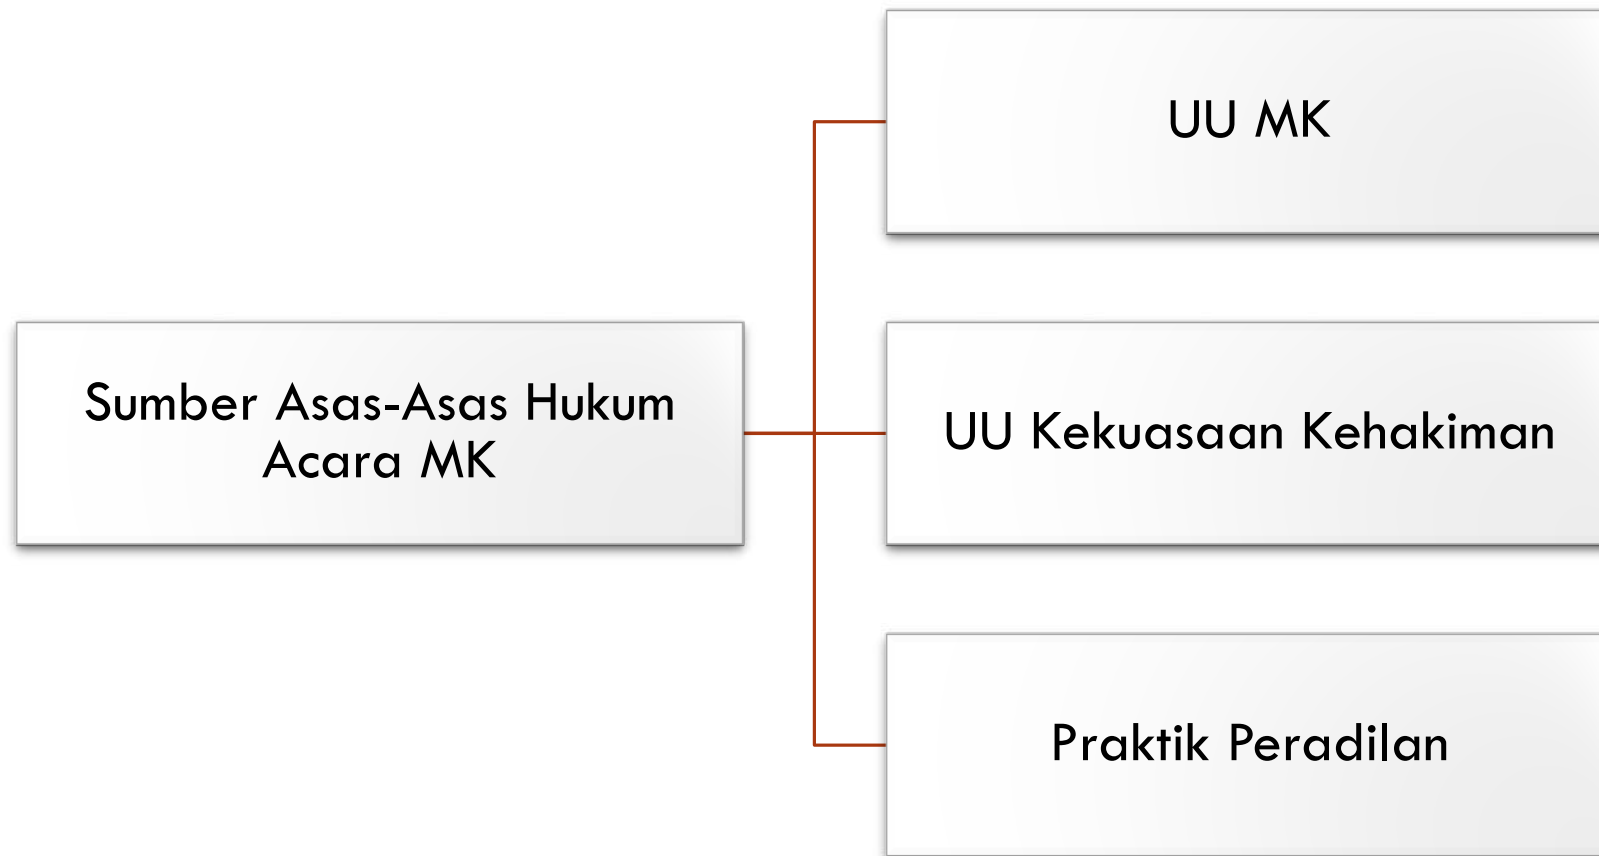 Sumber Asas-Asas Hukum
Acara MK
UU MK
UU Kekuasaan Kehakiman
Praktik Peradilan